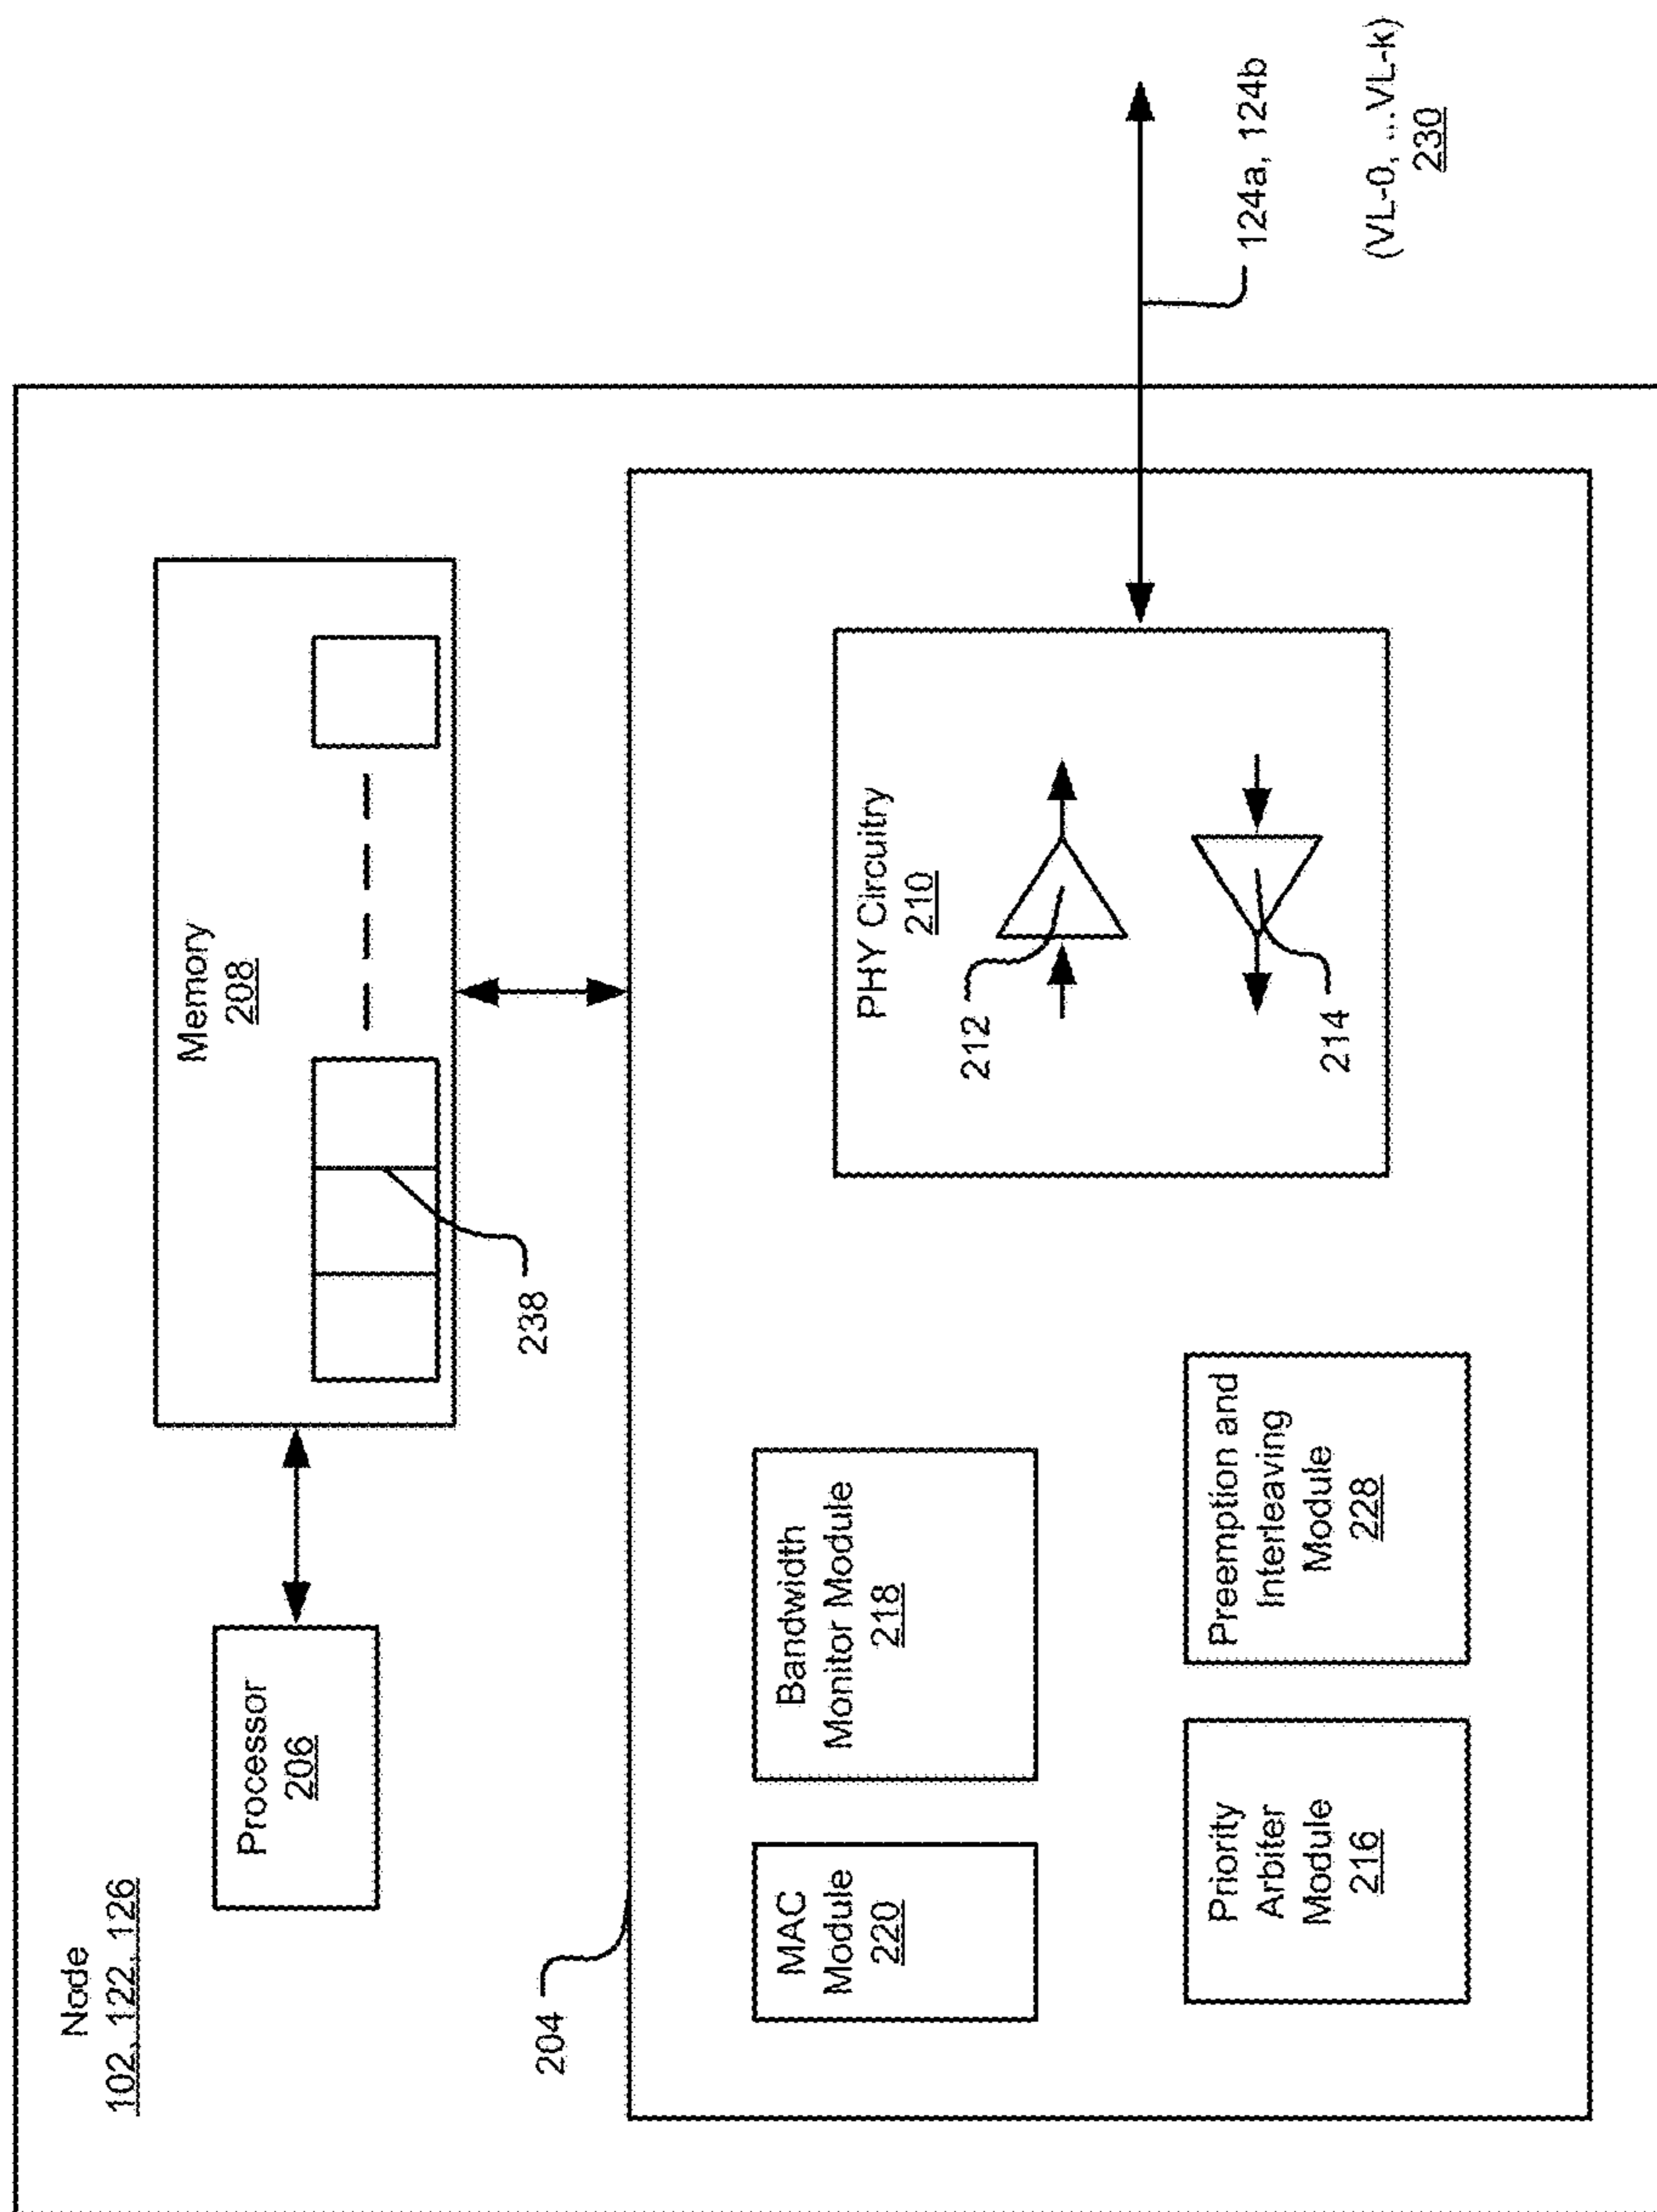 Node
102, 122, 126
Processor
206
Memory
208
238
204
MAC
Module
220
Bandwidth
Monitor Module
218
Priority
Arbiter
Module
216
Preemption and
Interleaving
Module
228
PHY Circuitry
210
212
214
124a, 124b
(VL-0, ...VL-k)
230